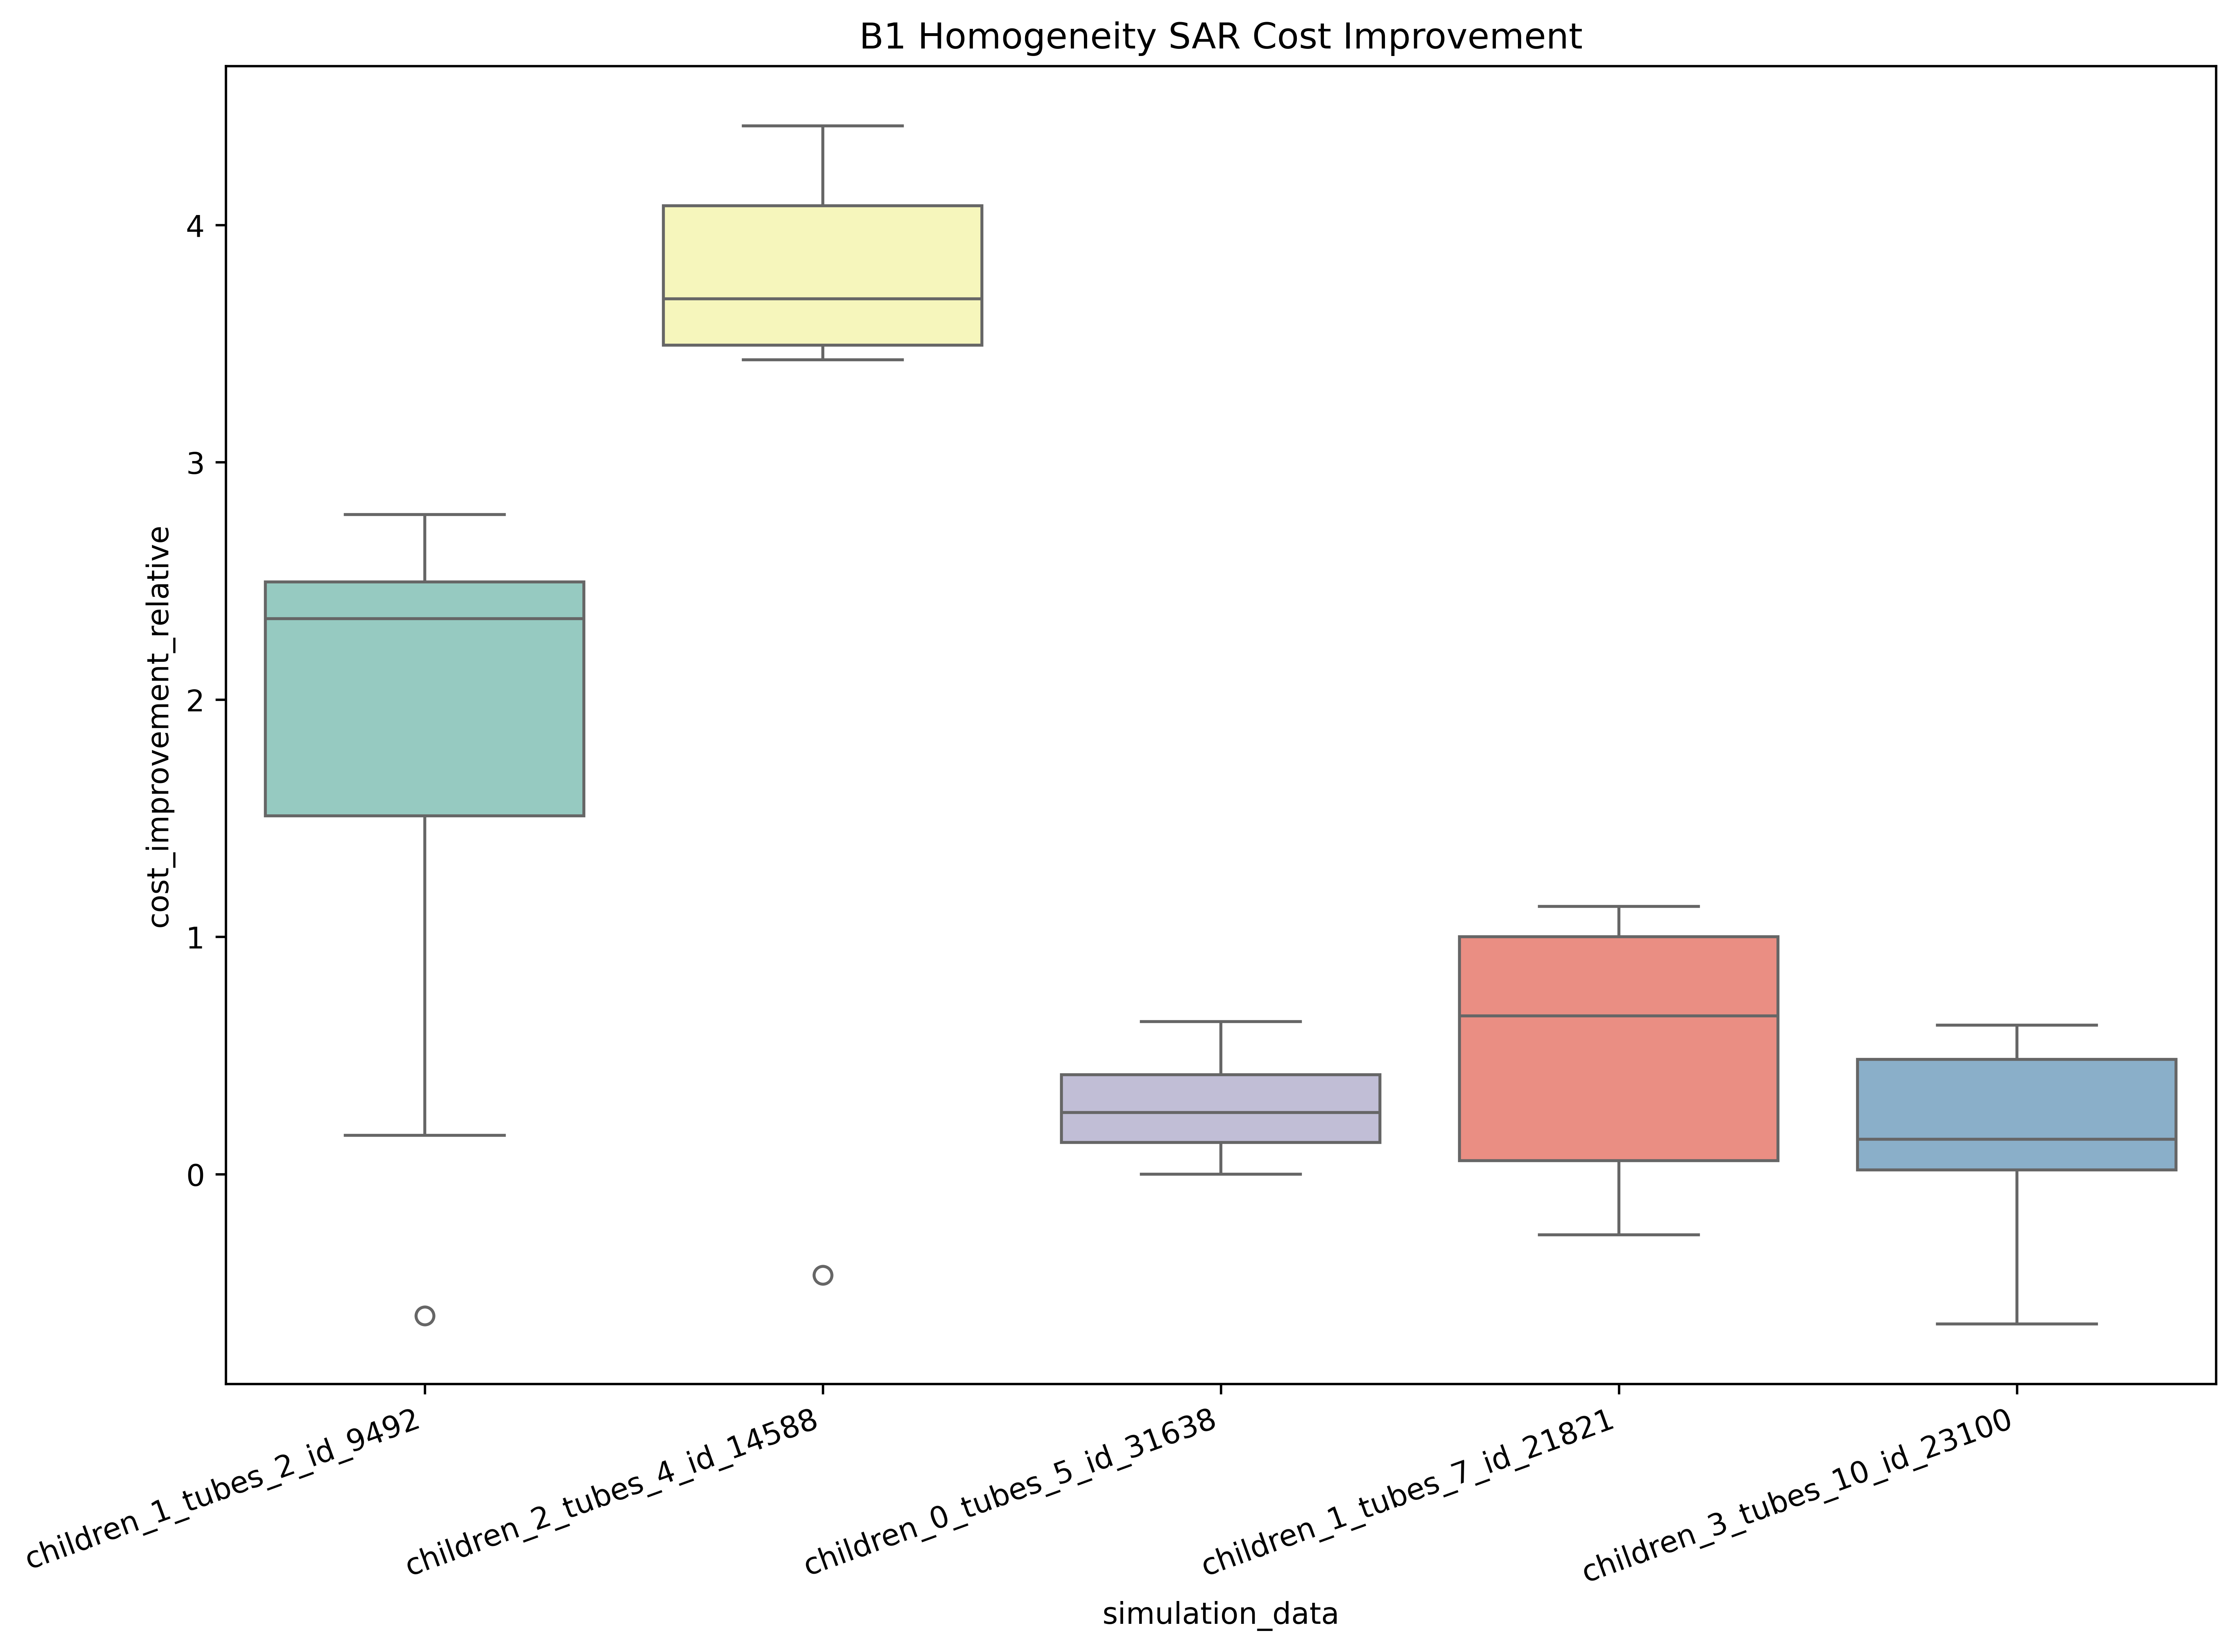 B1 Homogeneity SAR Cost Improvement
cost_improvement_relative
4
3
2
1
0
children_1_tubes_2_id_9492
children_2_tubes_4_id_14588
children_0_tubes_5_id_31638
children_1_tubes_7_id_21821
children_3_tubes_10_id_23100
simulation_data